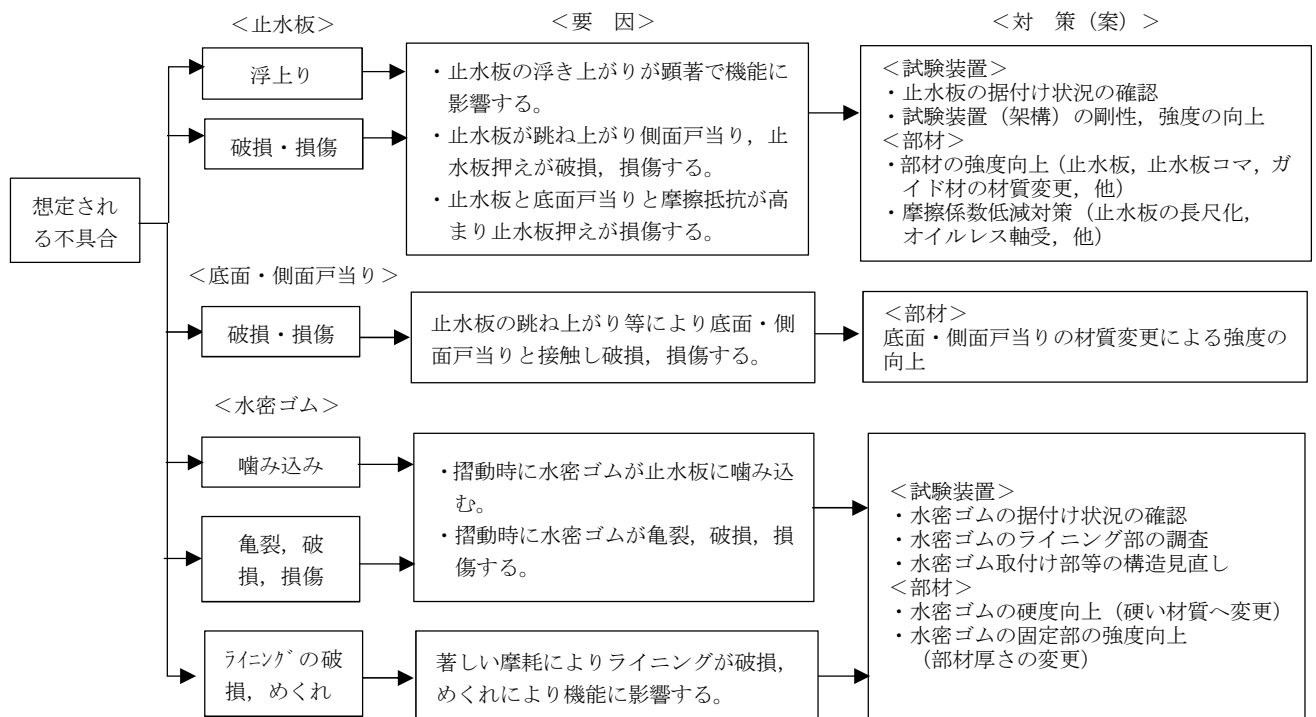 ＜止水板＞
＜要 因＞
＜対 策（案）＞
想定され
る不具合
浮上り
破損・損傷
・止水板の浮き上がりが顕著で機能に
影響する。
・止水板が跳ね上がり側面戸当り，止
水板押えが破損，損傷する。
・止水板と底面戸当りと摩擦抵抗が高
まり止水板押えが損傷する。
＜試験装置＞
・止水板の据付け状況の確認
・試験装置（架構）の剛性，強度の向上
＜部材＞
・部材の強度向上（止水板，止水板コマ，ガ
イド材の材質変更，他）
・摩擦係数低減対策（止水板の長尺化，
オイルレス軸受，他）
＜底面・側面戸当り＞
破損・損傷
止水板の跳ね上がり等により底面・側
面戸当りと接触し破損，損傷する。
＜部材＞
底面・側面戸当りの材質変更による強度の
向上
＜水密ゴム＞
噛み込み
亀裂，破
損，損傷
・摺動時に水密ゴムが止水板に噛み込
む。
・摺動時に水密ゴムが亀裂，破損，損
傷する。
ﾗｲﾆﾝｸﾞの破
損，めくれ
著しい摩耗によりライニングが破損，
めくれにより機能に影響する。
＜試験装置＞
・水密ゴムの据付け状況の確認
・水密ゴムのライニング部の調査
・水密ゴム取付け部等の構造見直し
＜部材＞
・水密ゴムの硬度向上（硬い材質へ変更）
・水密ゴムの固定部の強度向上
（部材厚さの変更）